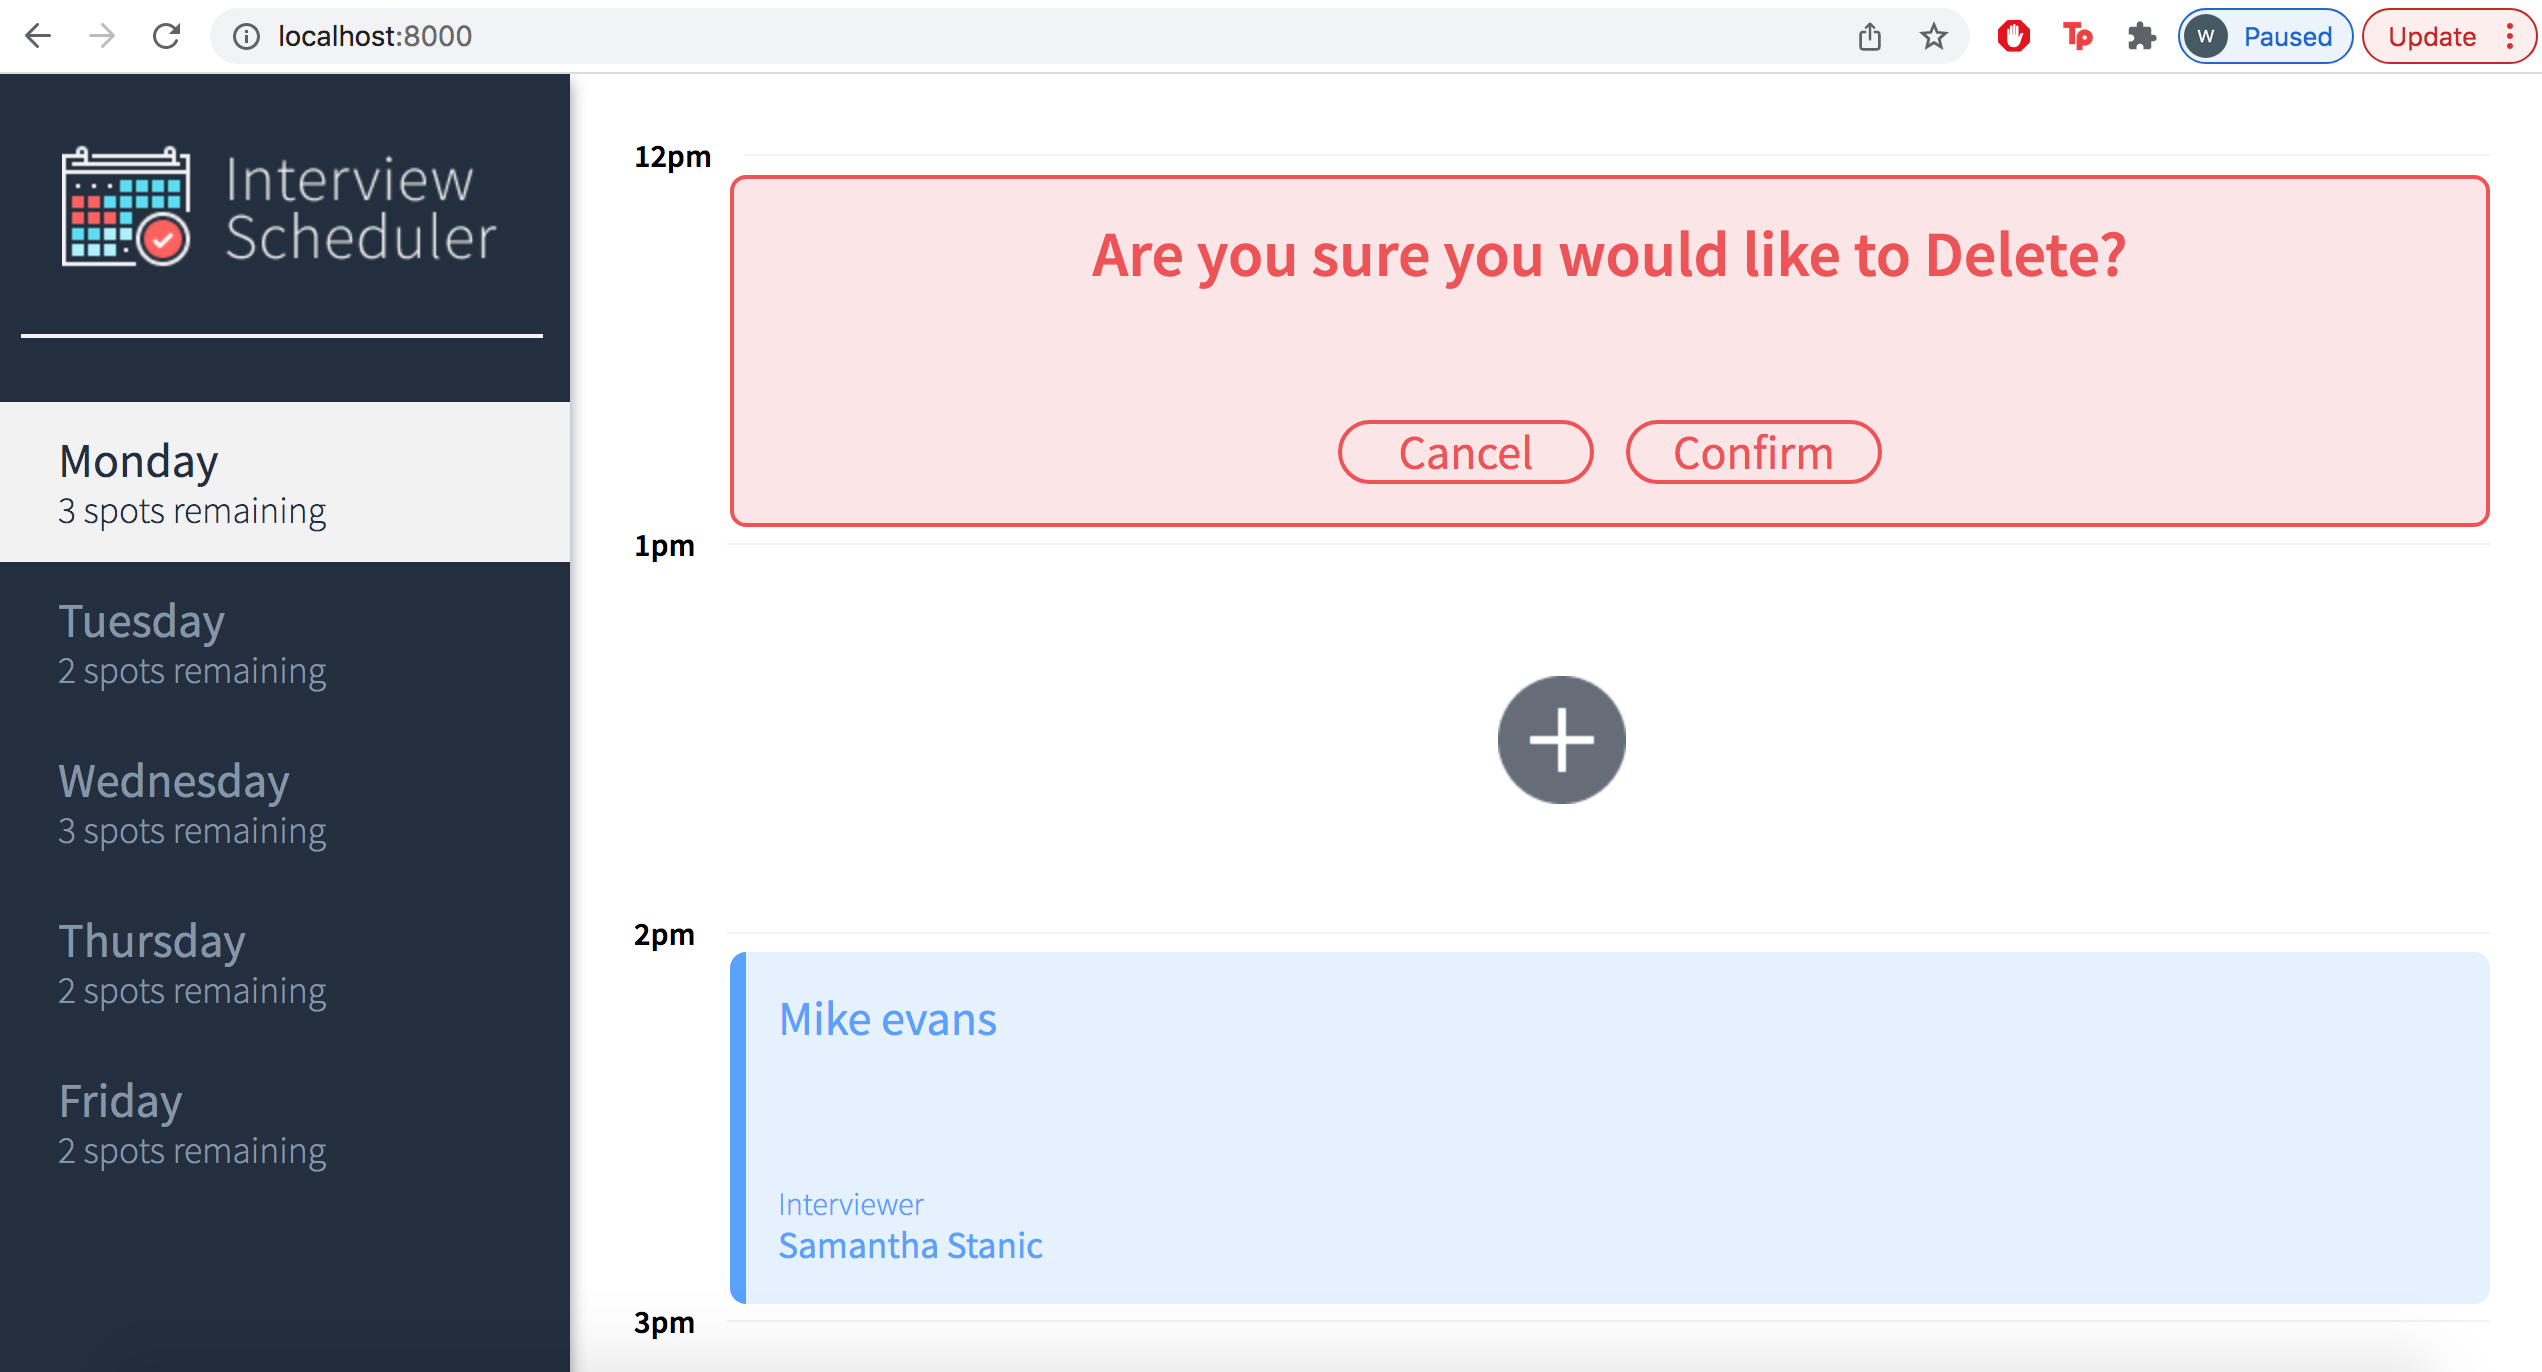 localhost:8000
Tp
W
Paused
Update
Interview
Scheduler
Monday
3 spots remaining
Tuesday
2 spots remaining
Wednesday
3 spots remaining
Thursday
2 spots remaining
Friday
2 spots remaining
12pm
Are you sure you would like to Delete?
Cancel
Confirm
1pm
2pm
Mike evans
Interviewer
Samantha Stanic
3pm